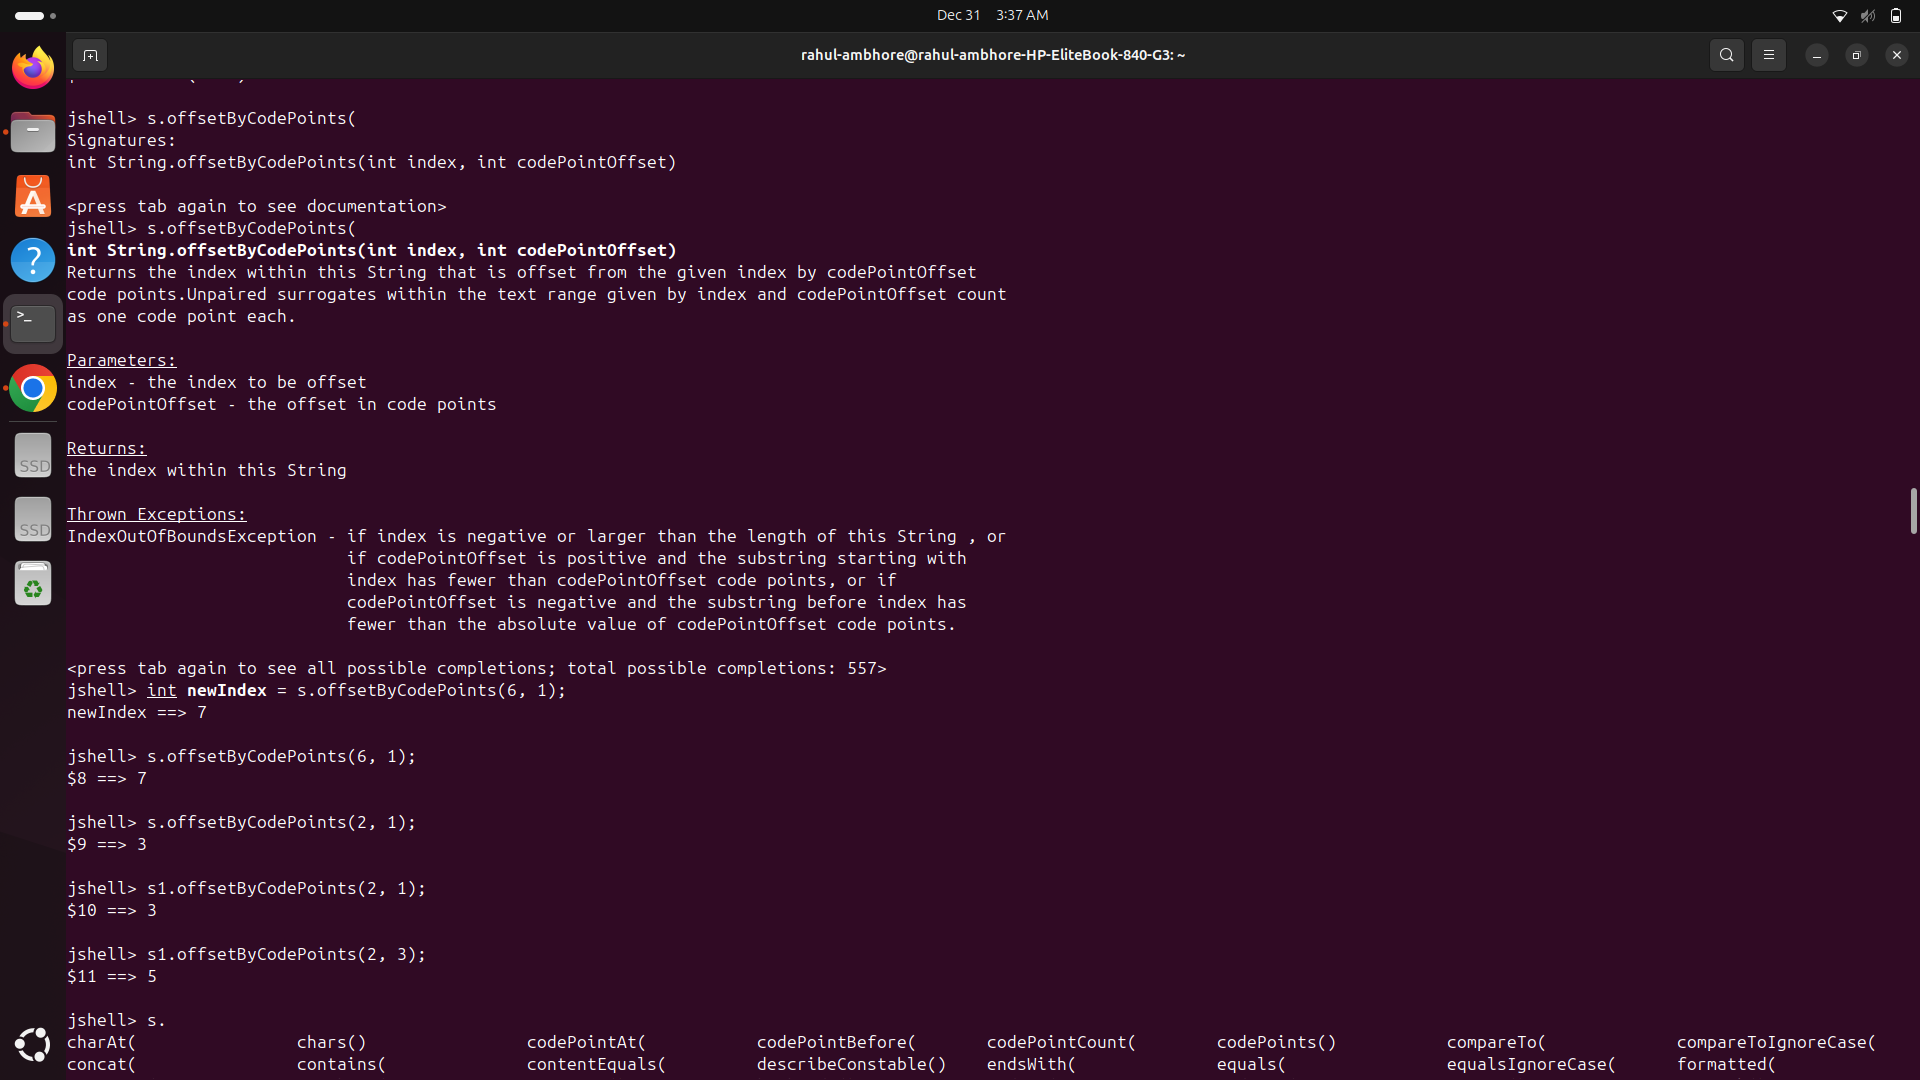 Dec 31 3:37 AM
rahul-ambhore@rahul-ambhore-HP-EliteBook-840-G3: ~
jshell> s.offsetByCodePoints(
Signatures:
int String.offsetByCodePoints(int index, int codePointOffset)
<press tab again to see documentation>
jshell> s.offsetByCodePoints(
int String.offsetByCodePoints(int index, int codePointOffset)
Returns the index within this String that is offset from the given index by codePointOffset
code points.Unpaired surrogates within the text range given by index and codePointOffset count
as one code point each.
Parameters:
index - the index to be offset
codePointOffset - the offset in code points
Returns:
the index within this String
Thrown Exceptions:
IndexOutOfBoundsException - if index is negative or larger than the length of this String , or
if codePointOffset is positive and the substring starting with
index has fewer than codePointOffset code points, or if
codePointOffset is negative and the substring before index has
fewer than the absolute value of codePointOffset code points.
<press tab again to see all possible completions; total possible completions: 557>
jshell> int newIndex = s.offsetByCodePoints(6, 1);
newIndex ==> 7
jshell> s.offsetByCodePoints(6, 1);
$8 ==> 7
jshell> s.offsetByCodePoints(2, 1);
$9 ==> 3
jshell> s1.offsetByCodePoints(2, 1);
$10 ==> 3
jshell> s1.offsetByCodePoints(2, 3);
$11 ==> 5
jshell> s.
charAt( chars() codePointAt( codePointBefore( codePointCount( codePoints() compareTo( compareToIgnoreCase(
concat( contains( contentEquals( describeConstable() endsWith( equals( equalsIgnoreCase( formatted(
SSD
SSD